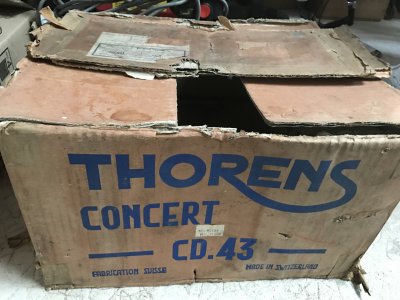 THORENS
CONCERT
CD.43
FABRICATION SUISSE
MADE IN SWITZERLAND